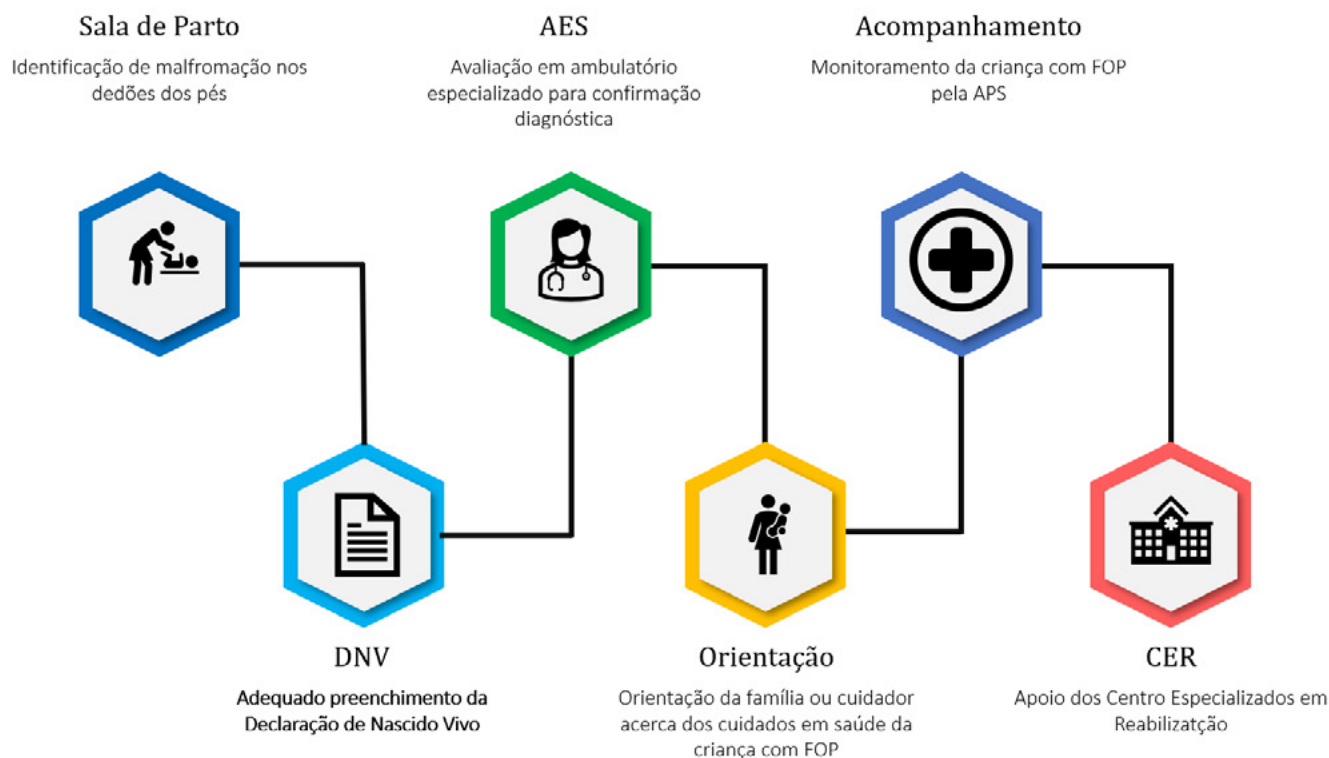 Sala de Parto
Identificação de malfromação nos
dedões dos pés
AES
Avaliação em ambulatório
especializado para confirmação
diagnóstica
Acompanhamento
Monitoramento da criança com FOP
pela APS
DNV
Adequado preenchimento da
Declaração de Nascido Vivo
Orientação
Orientação da família ou cuidador
acerca dos cuidados em saúde da
criança com FOP
CER
Apoio dos Centro Especializados em
Reabilizatção